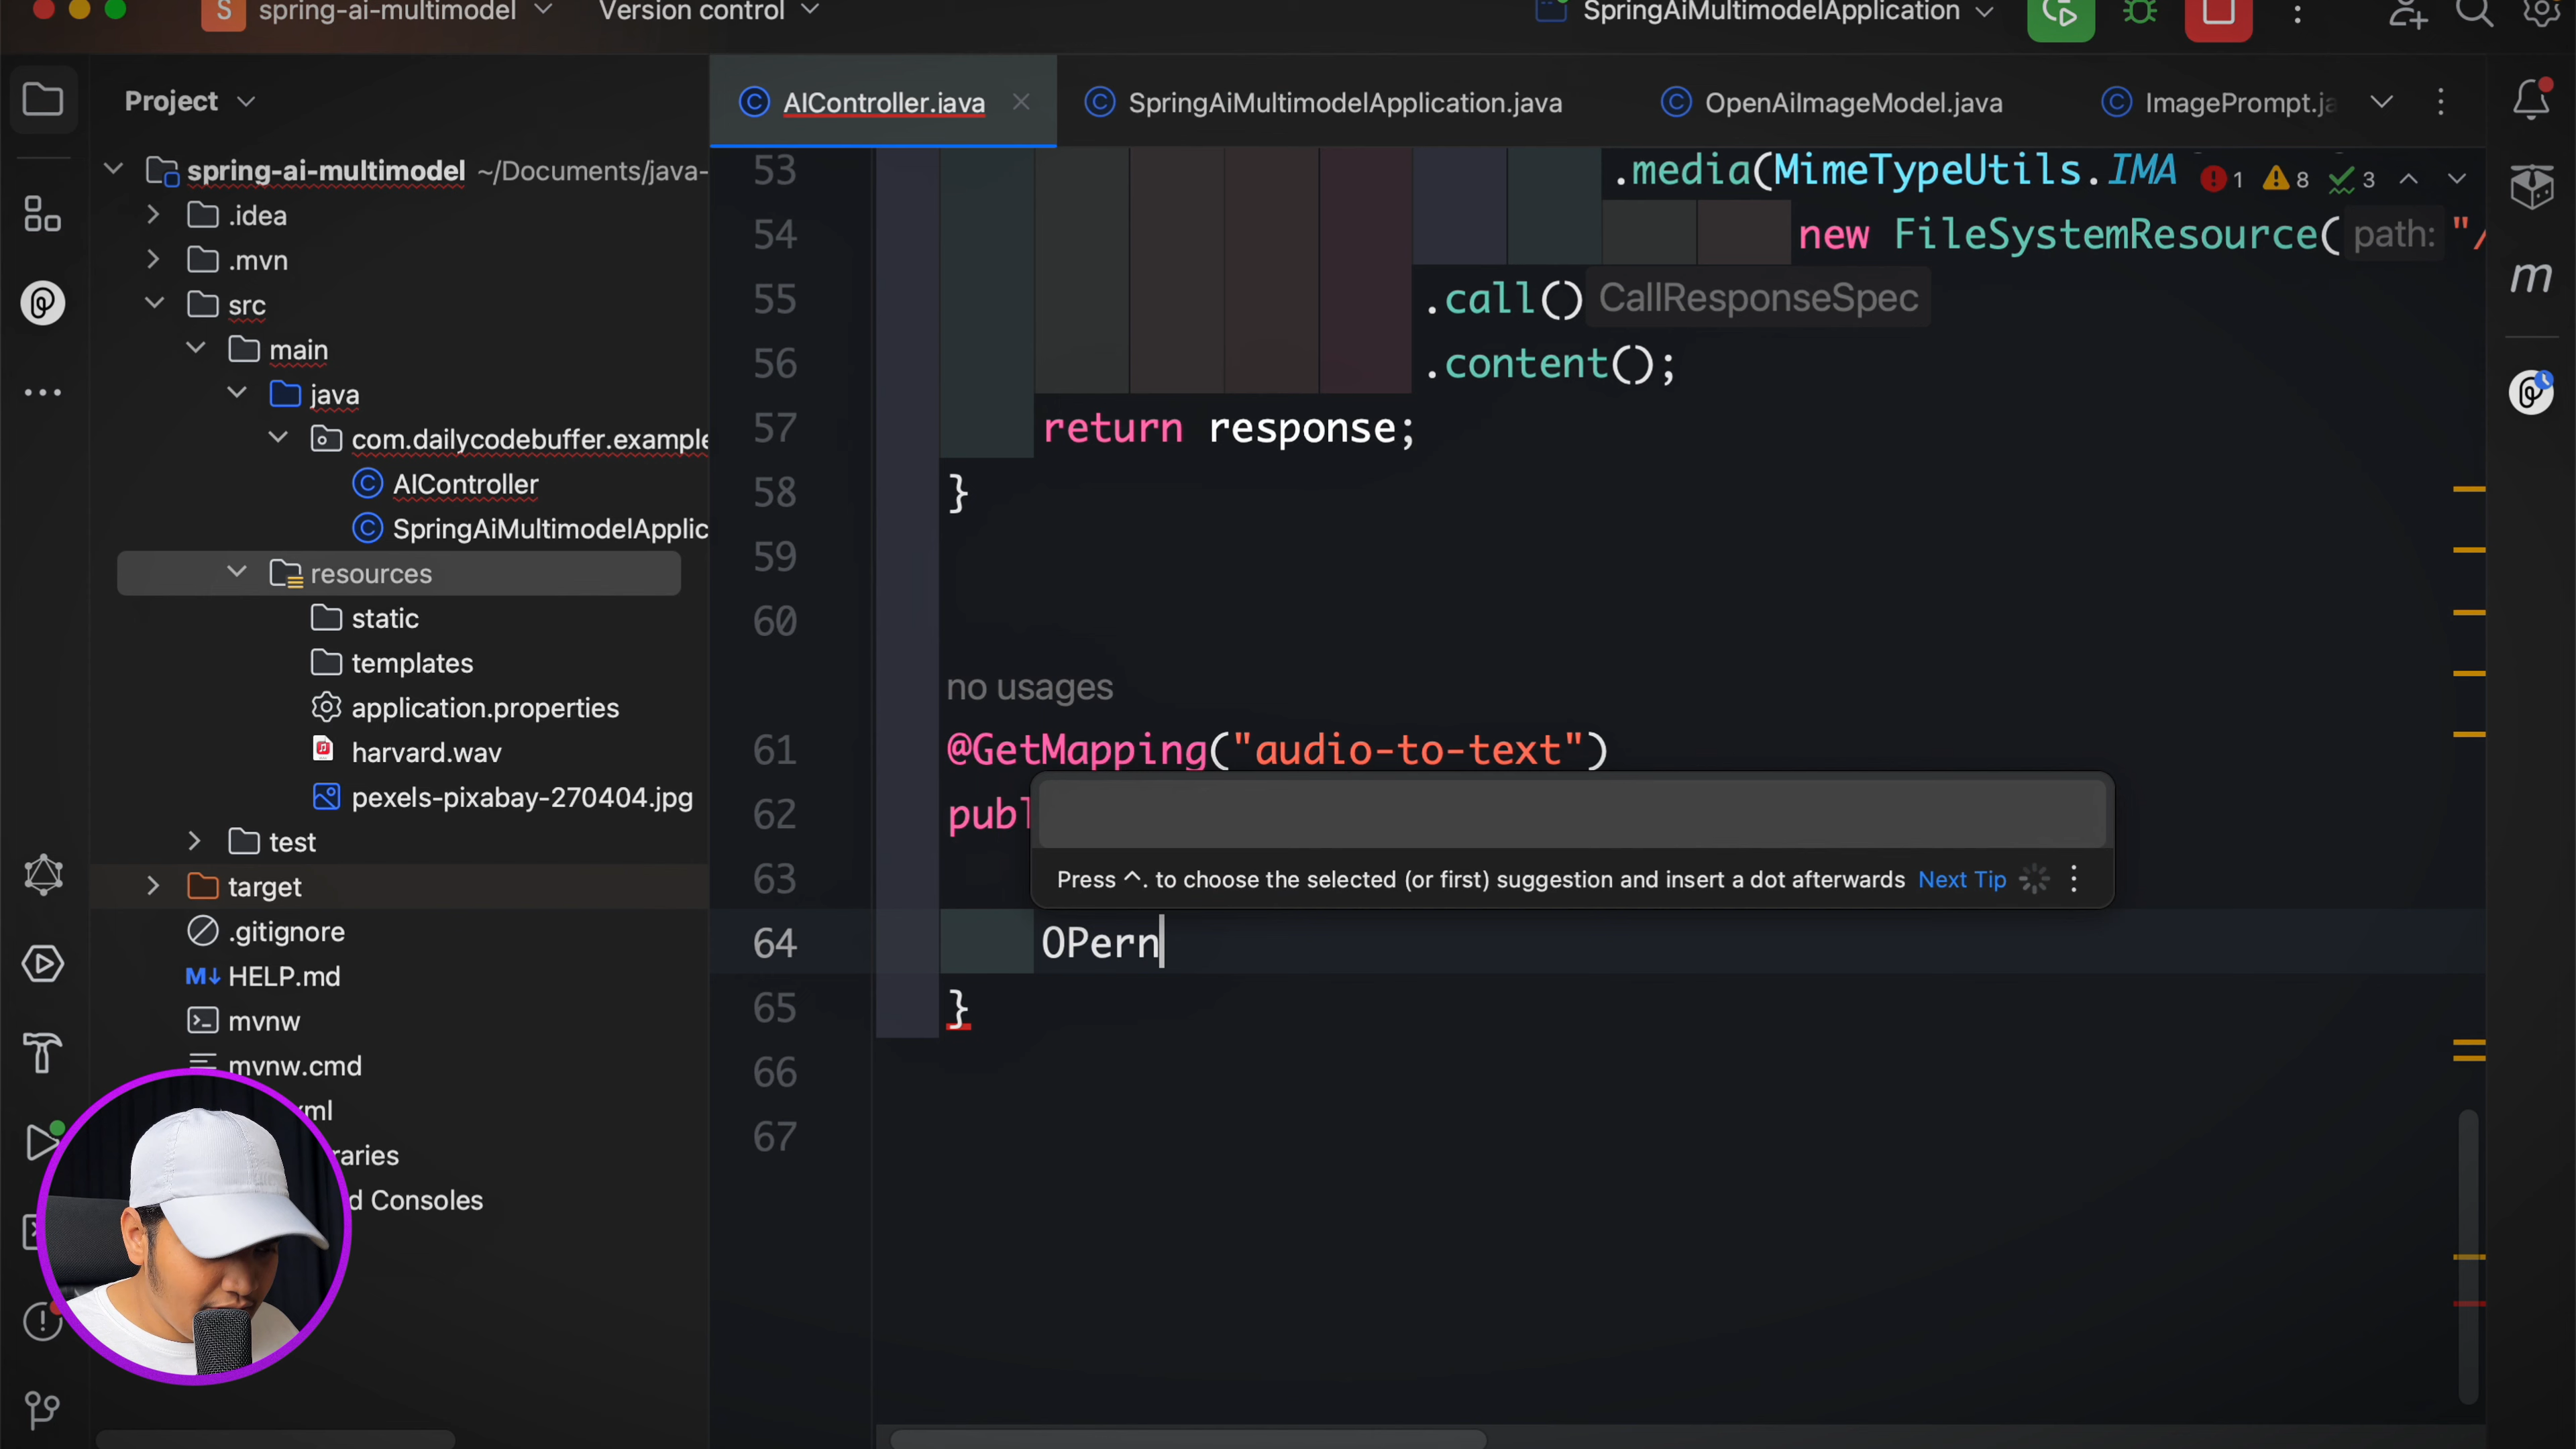 S spring-ai-multimodel Version control SpringAiMultimodelApplication
Project
AIController.java SpringAiMultimodelApplication.java OpenAiImageModel.java ImagePrompt.ja
spring-ai-multimodel ~/Documents/java-
.idea
.mvn
src
main
java
com.dailycodebuffer.example
AIController
SpringAiMultimodelApplic
resources
static
templates
application.properties
harvard.wav
pexels-pixabay-270404.jpg
test
target
.gitignore
M↓ HELP.md
mvnw
mvnw.cmd
ml
raries
d Consoles
53 .media(MimeTypeUtils.IMA 1 8 3
54 new FileSystemResource( path: "/
55 .call() CallResponseSpec
56 .content();
57 return response;
58 }
59
60
no usages
61 @GetMapping("audio-to-text")
62 publ
63 Press ^. to choose the selected (or first) suggestion and insert a dot afterwards Next Tip
64 OPern
65 }
66
67
m